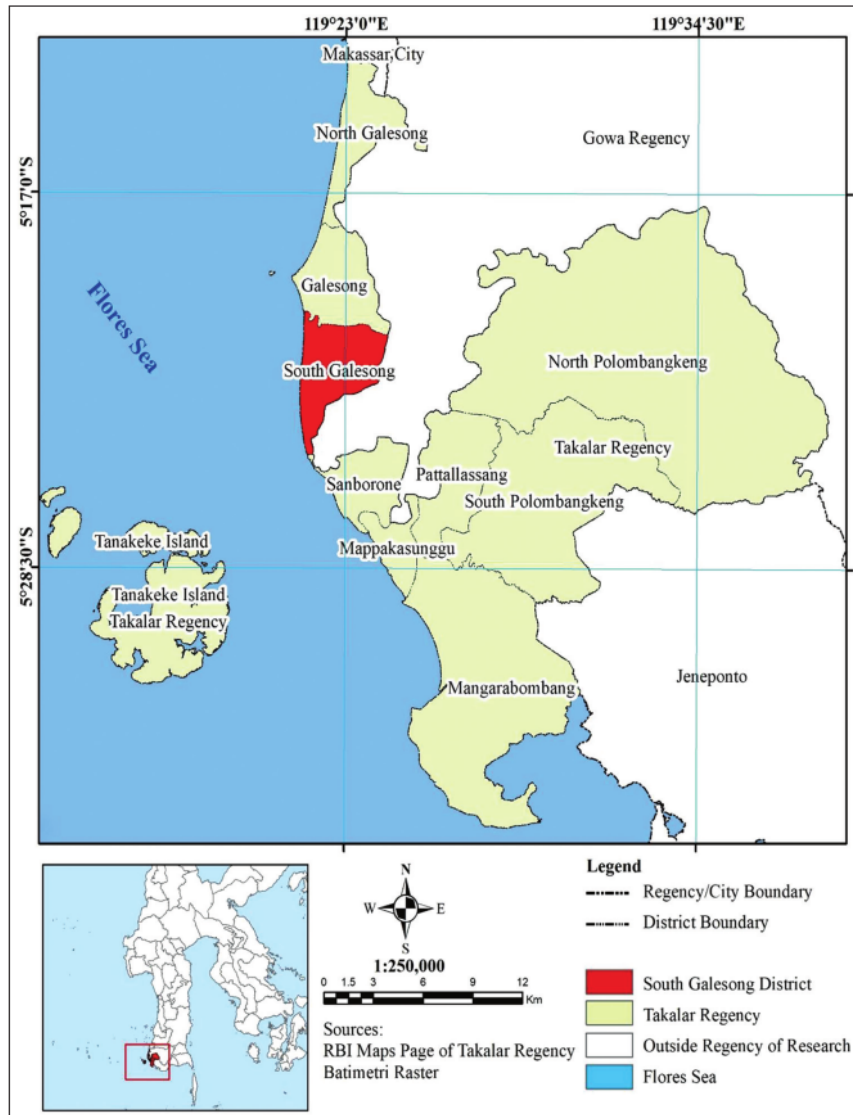 119°23'0"E
119°34'30"E
5°17'0"S
5°28'30"S
Makassar City
North Galesong
Gowa Regency
Galesong
Flores Sea
South Galesong
North Polombangkeng
Takalar Regency
Pattallassang
Sanborone
South Polombangkeng
Tanakeke Island
Mappakasunggu
Tanakeke Island
Takalar Regency
Jeneponto
Mangarabombang
N
W
E
S
1:250,000
0 1.5 3 6 9 12
Km
Sources:
RBI Maps Page of Takalar Regency
Batimetri Raster
Legend
Regency/City Boundary
District Boundary
South Galesong District
Takalar Regency
Outside Regency of Research
Flores Sea